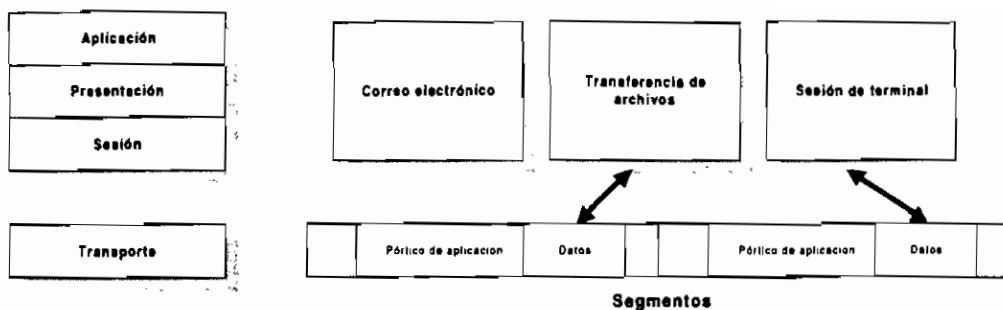 Aplicación
Presentación
Sesión
Correo electrónico
Transferencia de
archivos
Sesión de terminal
Transporte
Pórtico de aplicacion
Datos
Pórtico de aplicacion
Datos
Segmentos